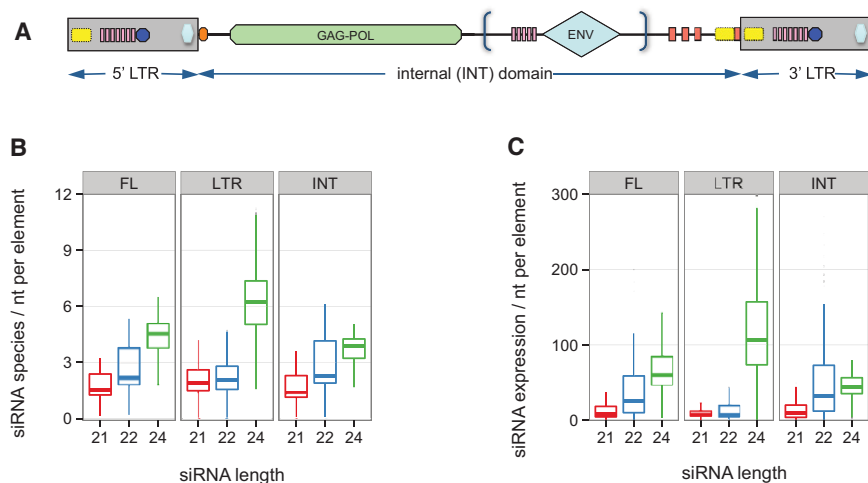 A
GAG-POL
ENV
5' LTR
internal (INT) domain
3' LTR
B
FL
LTR
INT
siRNA species / nt per element
12
9
6
3
0
21 22 24
21 22 24
21 22 24
siRNA length
C
FL
LTR
INT
siRNA expression / nt per element
300
200
100
0
21 22 24
21 22 24
21 22 24
siRNA length